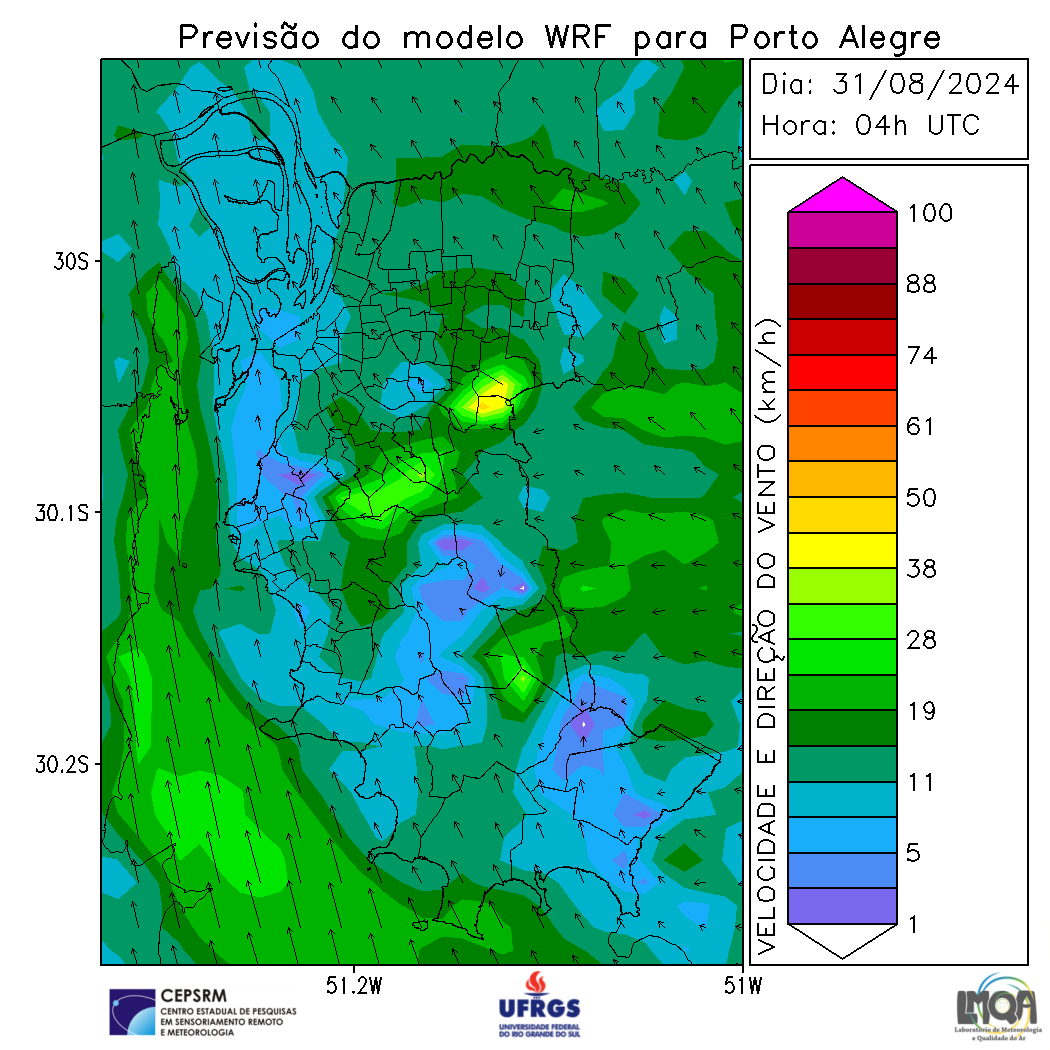 Previsão do modelo WRF para Porto Alegre
Dia: 31/08/2024
Hora: 04h UTC
30S
30.1S
30.2S
51.2W
51W
VELOCIDADE E DIREÇÃO DO VENTO (km/h)
100
88
74
61
50
38
28
19
11
5
1
CEPSRM
CENTRO ESTADUAL DE PESQUISAS
EM SENSORIAMENTO REMOTO
E METEOROLOGIA
UFRGS
UNIVERSIDADE FEDERAL
DO RIO GRANDE DO SUL
LMQA
Laboratório de Meteorologia
e Qualidade do Ar